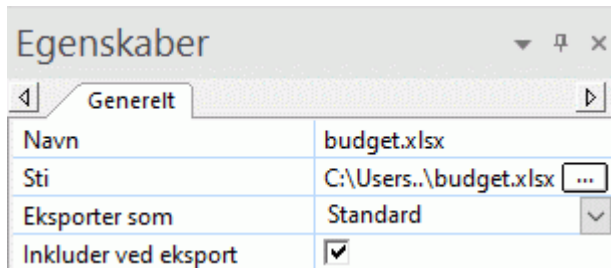 Egenskaber
Generelt
Navn budget.xlsx
Sti C:\Users..\budget.xlsx ...
Eksporter som Standard
Inkluder ved eksport